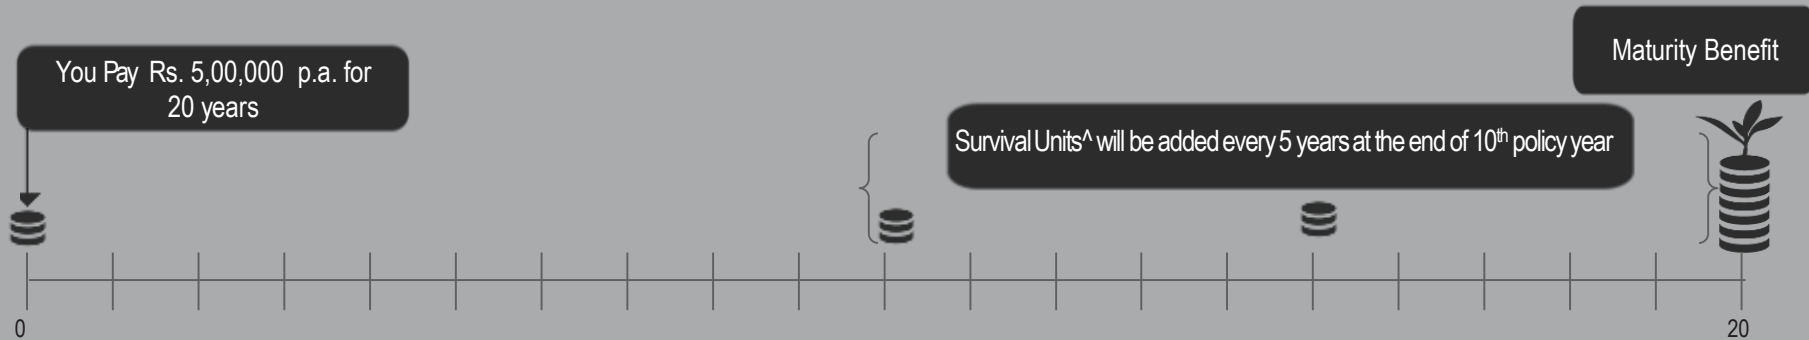 You Pay Rs. 5,00,000 p.a. for
20 years
Maturity Benefit
Survival Units^ will be added every 5 years at the end of 10th policy year
0
20